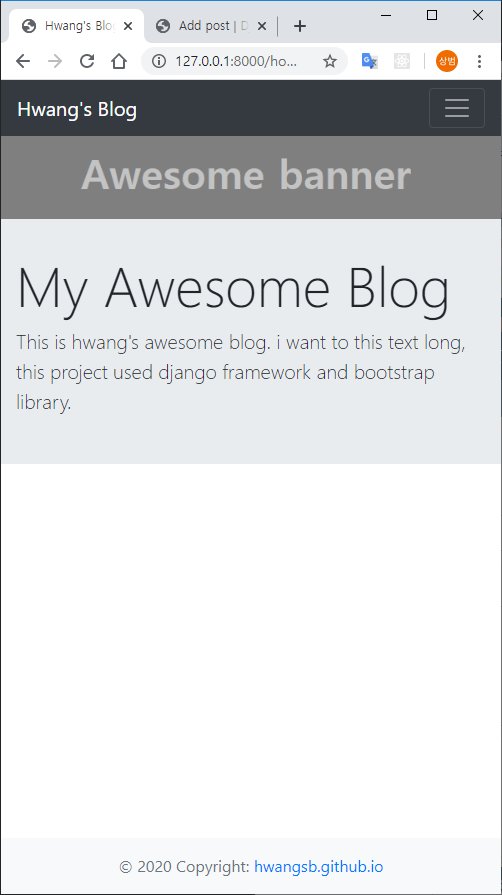 Hwang's Blo
Add post | D
127.0.0.1:8000/ho...
상범
Hwang's Blog
Awesome banner
My Awesome Blog
This is hwang's awesome blog. i want to this text long,
this project used django framework and bootstrap
library.
© 2020 Copyright: hwangsb.github.io